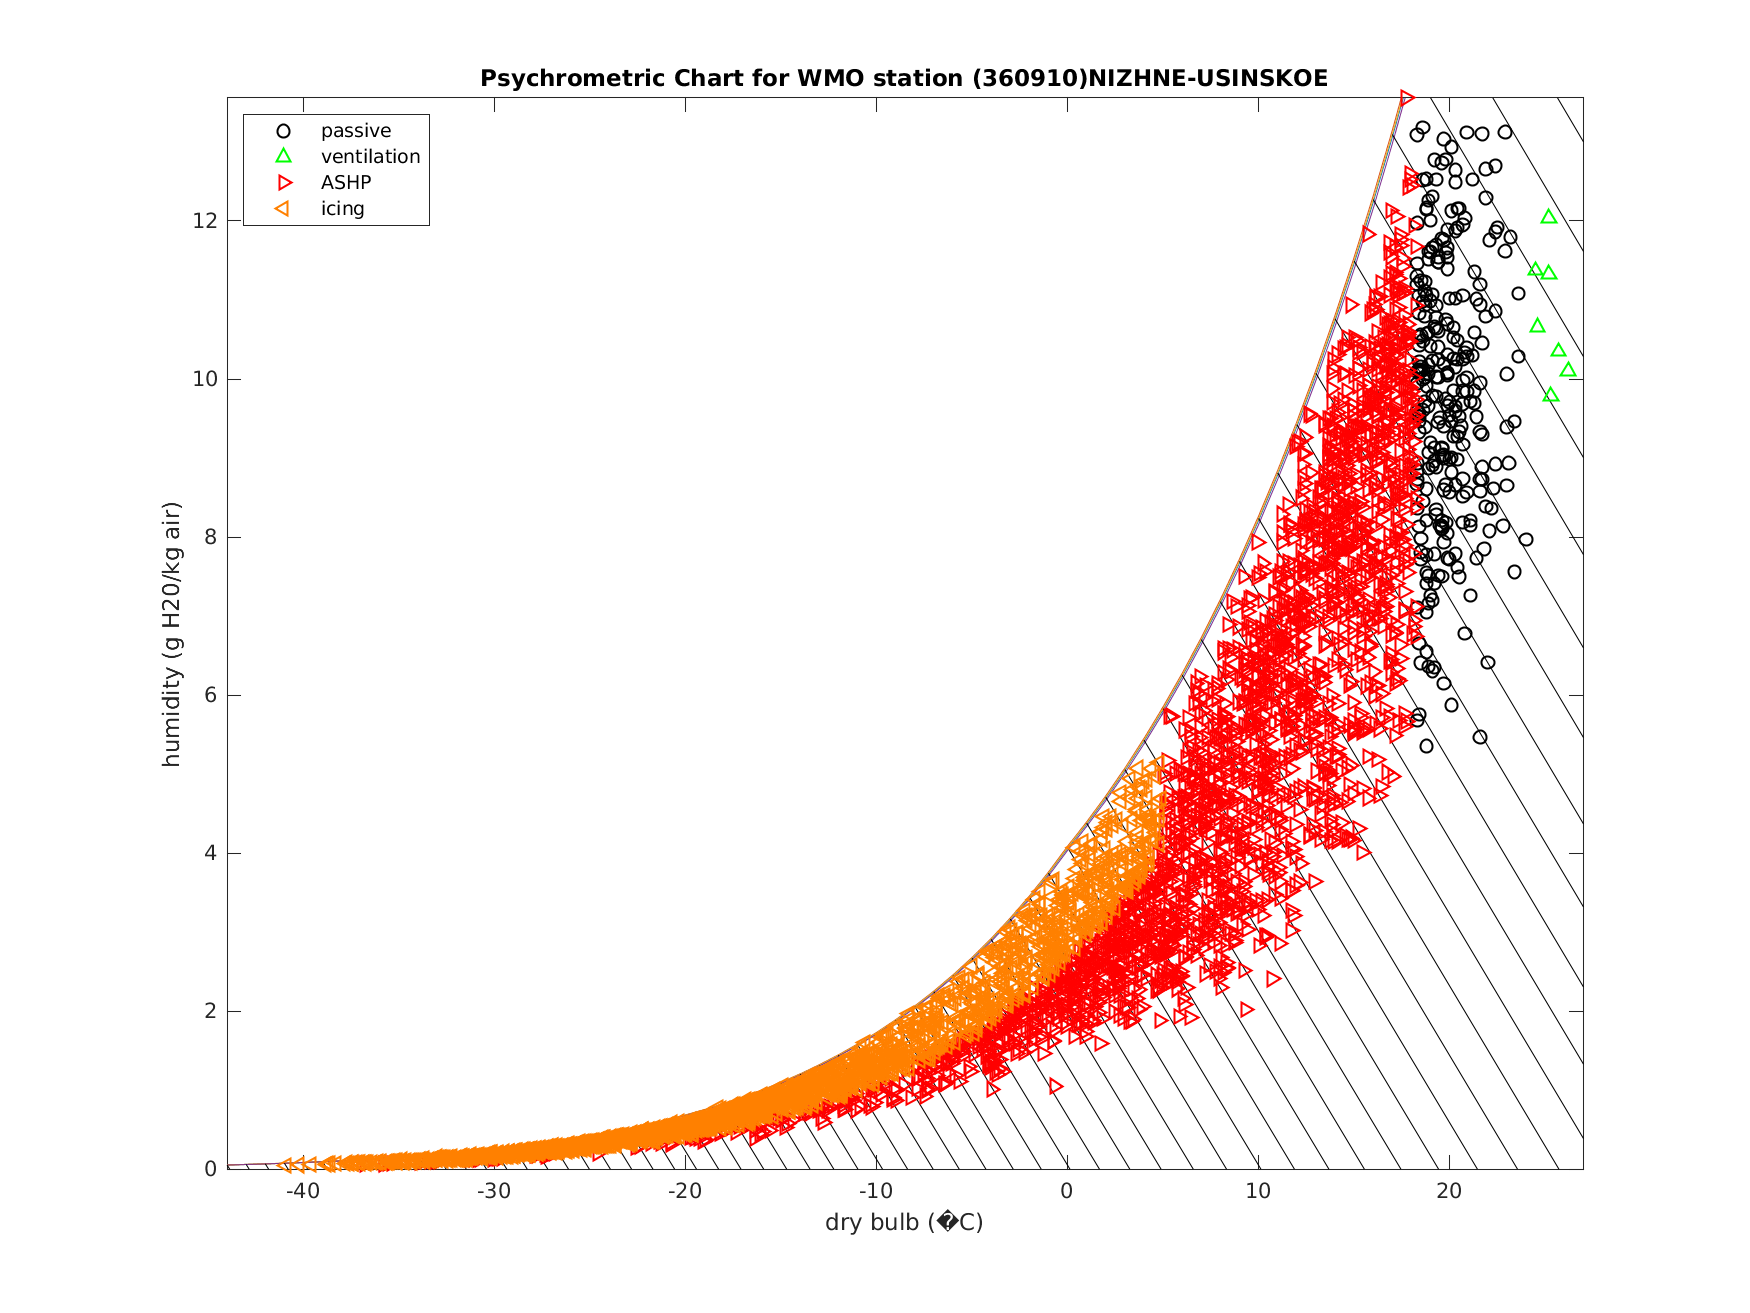 Psychrometric Chart for WMO station (360910)NIZHNE-USINSKOE
passive
ventilation
ASHP
icing
humidity (g H20/kg air)
12
10
8
6
4
2
0
-40 -30 -20 -10 0 10 20
dry bulb (�C)